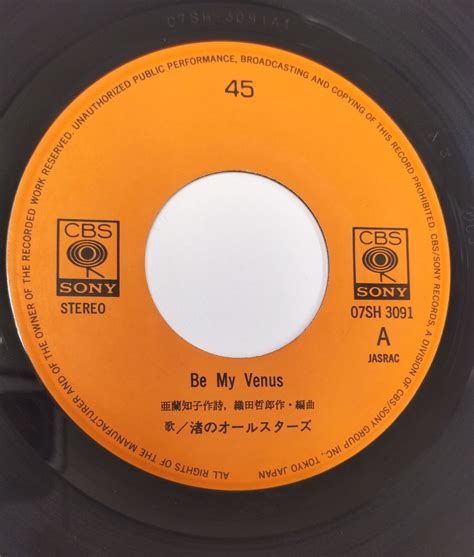 07SH 3091A1
ALL RIGHTS OF THE MANUFACTURER AND OF THE OWNER OF THE RECORDED WORK RESERVED. UNAUTHORIZED PUBLIC PERFORMANCE, BROADCASTING AND COPYING OF THIS RECORD PROHIBITED. CBS/SONY RECORDS, A DIVISION OF CBS/SONY GROUP INC., TOKYO JAPAN
45
CBS
SONY
STEREO
CBS
SONY
07SH 3091
A
JASRAC
Be My Venus
亜蘭知子作詩, 織田哲郎作・編曲
歌／渚のオールスターズ